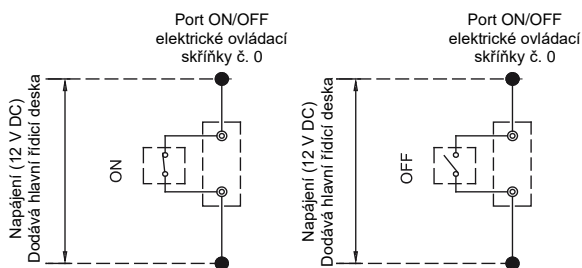 Port ON/OFF
elektrické ovládací
skříňky č. 0
Napájení (12 V DC)
Dodává hlavní řídicí deska
ON
Port ON/OFF
elektrické ovládací
skříňky č. 0
Napájení (12 V DC)
Dodává hlavní řídicí deska
OFF